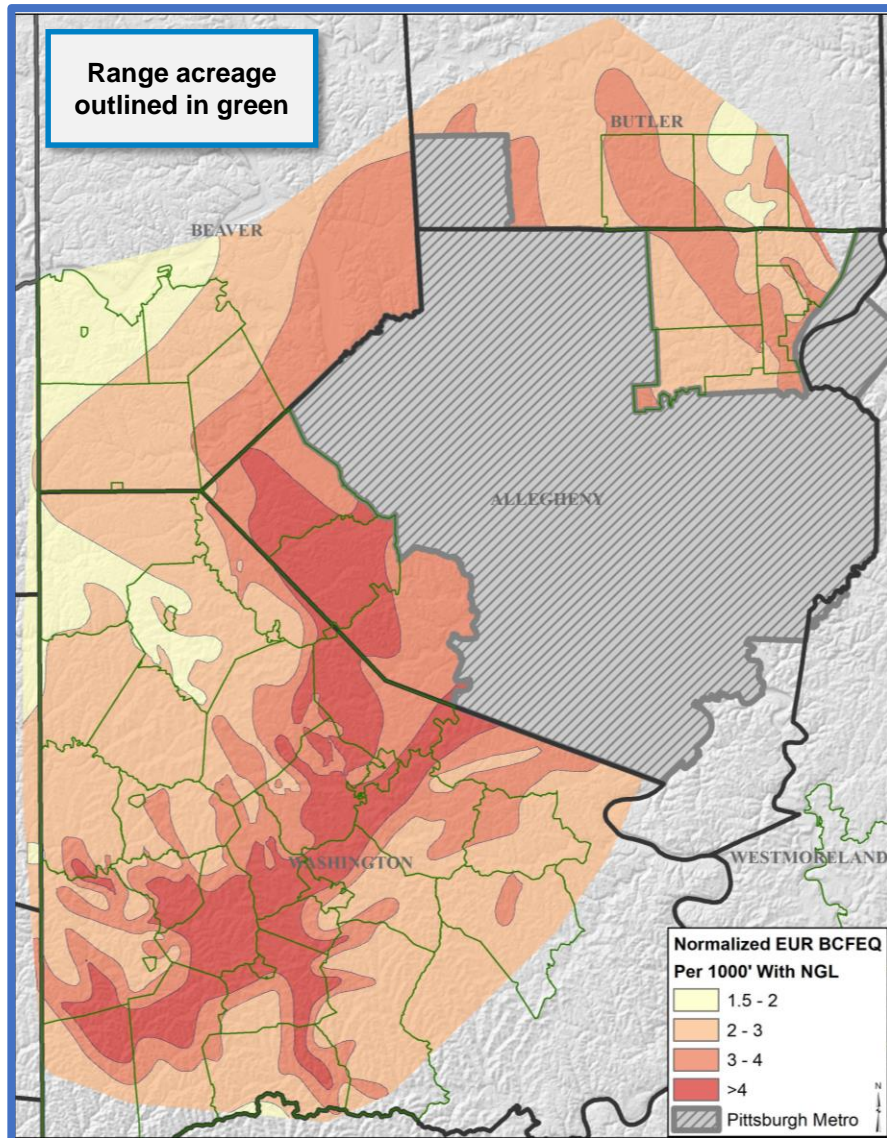 Range acreage
outlined in green
BUTLER
BEAVER
ALLEGHENY
WASHINGTON
WESTMORELAND
Normalized EUR BCFEQ
Per 1000' With NGL
1.5 - 2
2 - 3
3 - 4
>4
Pittsburgh Metro
N